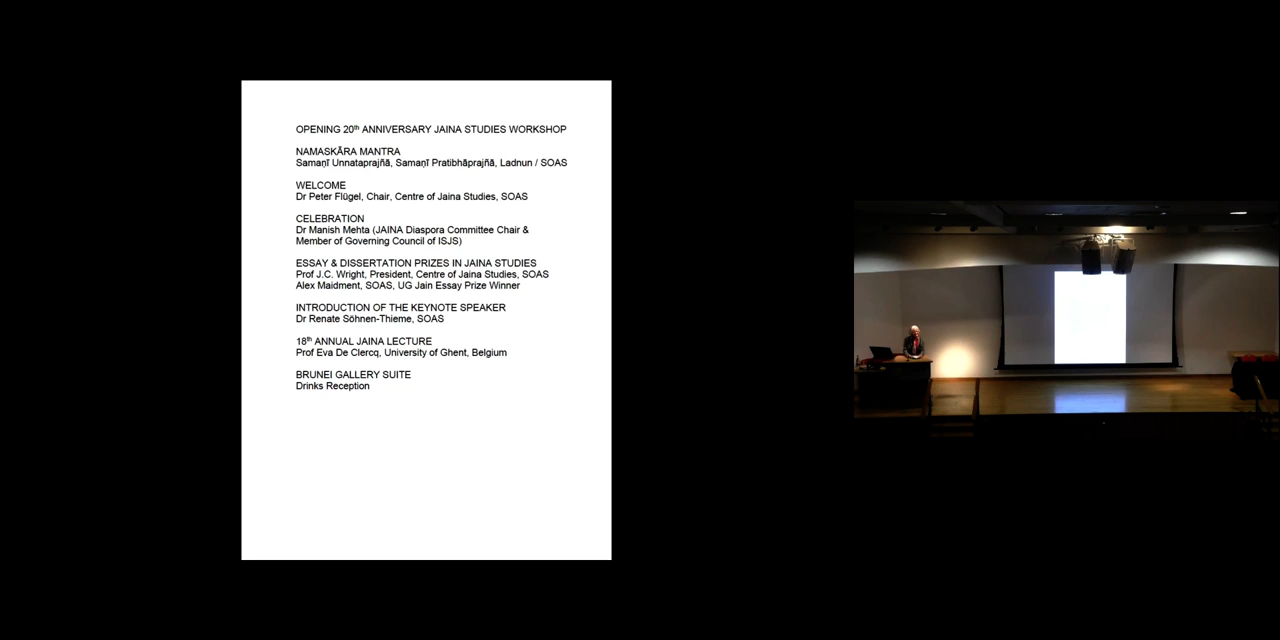 OPENING 20th ANNIVERSARY JAINA STUDIES WORKSHOP
NAMASKĀRA MANTRA
Samaṇī Unnataprajñā, Samaṇī Pratibhāprajñā, Ladnun / SOAS
WELCOME
Dr Peter Flügel, Chair, Centre of Jaina Studies, SOAS
CELEBRATION
Dr Manish Mehta (JAINA Diaspora Committee Chair &
Member of Governing Council of ISJS)
ESSAY & DISSERTATION PRIZES IN JAINA STUDIES
Prof J.C. Wright, President, Centre of Jaina Studies, SOAS
Alex Maidment, SOAS, UG Jain Essay Prize Winner
INTRODUCTION OF THE KEYNOTE SPEAKER
Dr Renate Söhnen-Thieme, SOAS
18th ANNUAL JAINA LECTURE
Prof Eva De Clercq, University of Ghent, Belgium
BRUNEI GALLERY SUITE
Drinks Reception